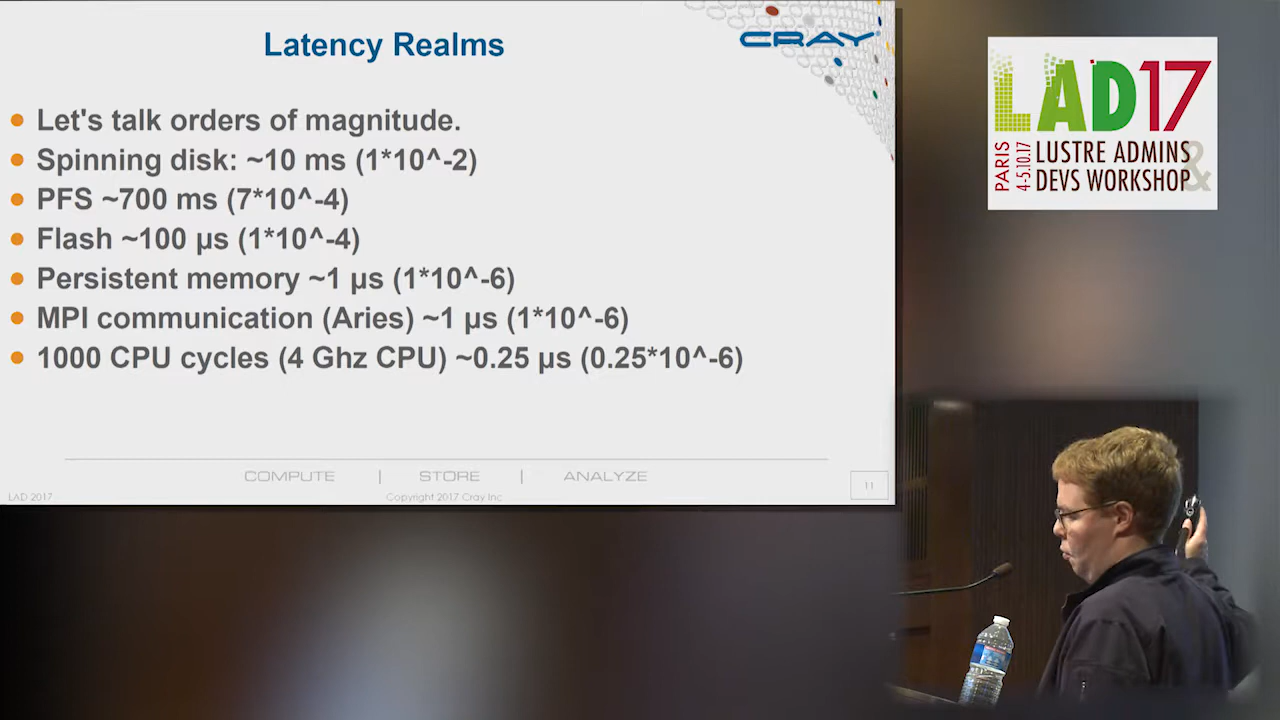 Latency Realms
CRAY
Let's talk orders of magnitude.
Spinning disk: ~10 ms (1*10^-2)
PFS ~700 ms (7*10^-4)
Flash ~100 µs (1*10^-4)
Persistent memory ~1 µs (1*10^-6)
MPI communication (Aries) ~1 µs (1*10^-6)
1000 CPU cycles (4 Ghz CPU) ~0.25 µs (0.25*10^-6)
COMPUTE | STORE | ANALYZE
LAD 2017
Copyright 2017 Cray Inc
11
LAD17
PARIS
4-5.10.17
LUSTRE ADMINS
&
DEVS WORKSHOP